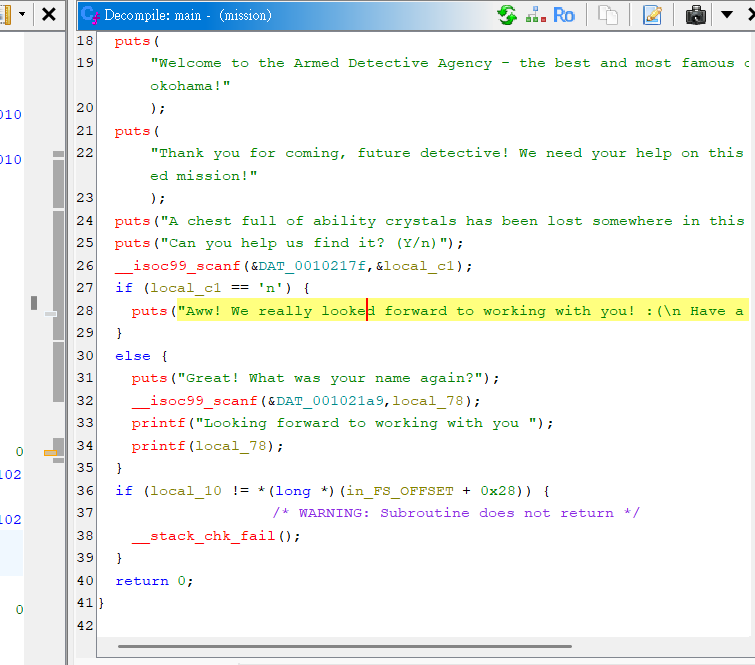 Decompile: main - (mission)
Ro
18 puts(
19 "Welcome to the Armed Detective Agency - the best and most famous
okohama!"
20 );
21 puts(
22 "Thank you for coming, future detective! We need your help on this
ed mission!"
23 );
24 puts("A chest full of ability crystals has been lost somewhere in this
25 puts("Can you help us find it? (Y/n)");
26 __isoc99_scanf(&DAT_0010217f,&local_c1);
27 if (local_c1 == 'n') {
28 puts("Aww! We really looked forward to working with you! :(\n Have a
29 }
30 else {
31 puts("Great! What was your name again?");
32 __isoc99_scanf(&DAT_001021a9,local_78);
33 printf("Looking forward to working with you ");
34 printf(local_78);
35 }
36 if (local_10 != *(long *)(in_FS_OFFSET + 0x28)) {
37 /* WARNING: Subroutine does not return */
38 __stack_chk_fail();
39 }
40 return 0;
41 }
42
010
010
0
102
102
0